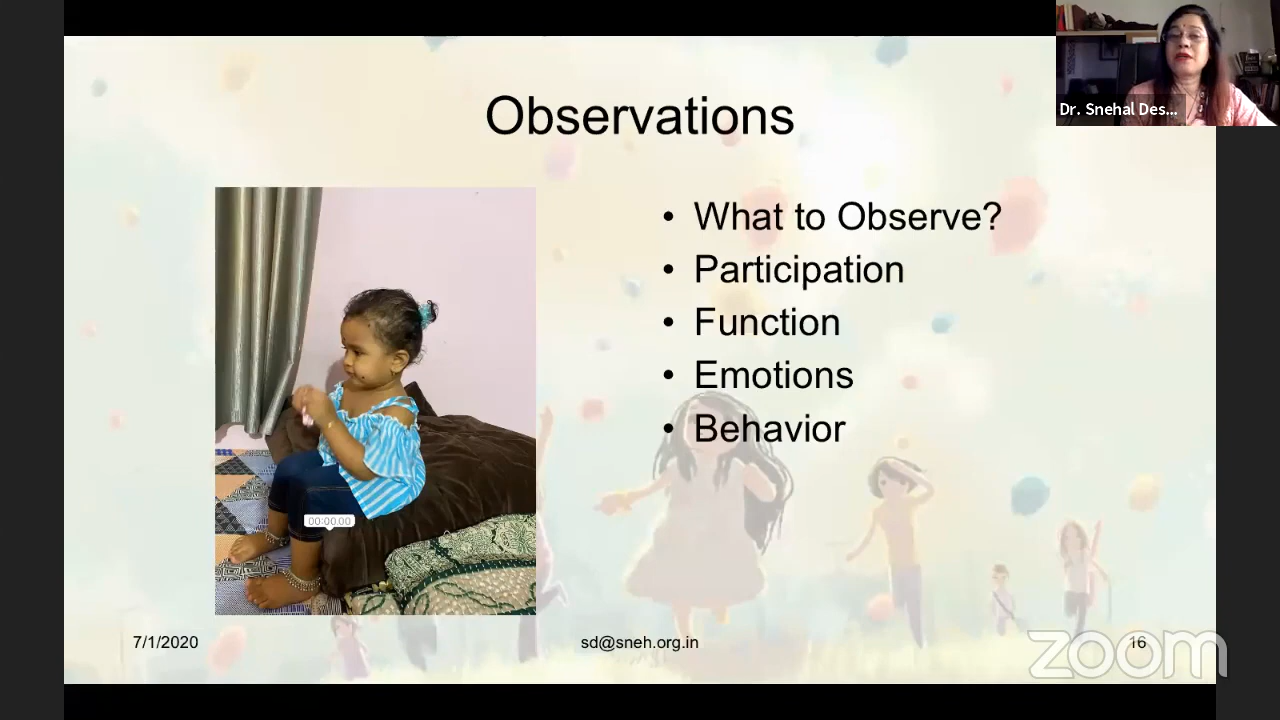 Observations
Dr. Snehal Des...
• What to Observe?
• Participation
• Function
• Emotions
• Behavior
00:00.00
7/1/2020
sd@sneh.org.in
16
zoom